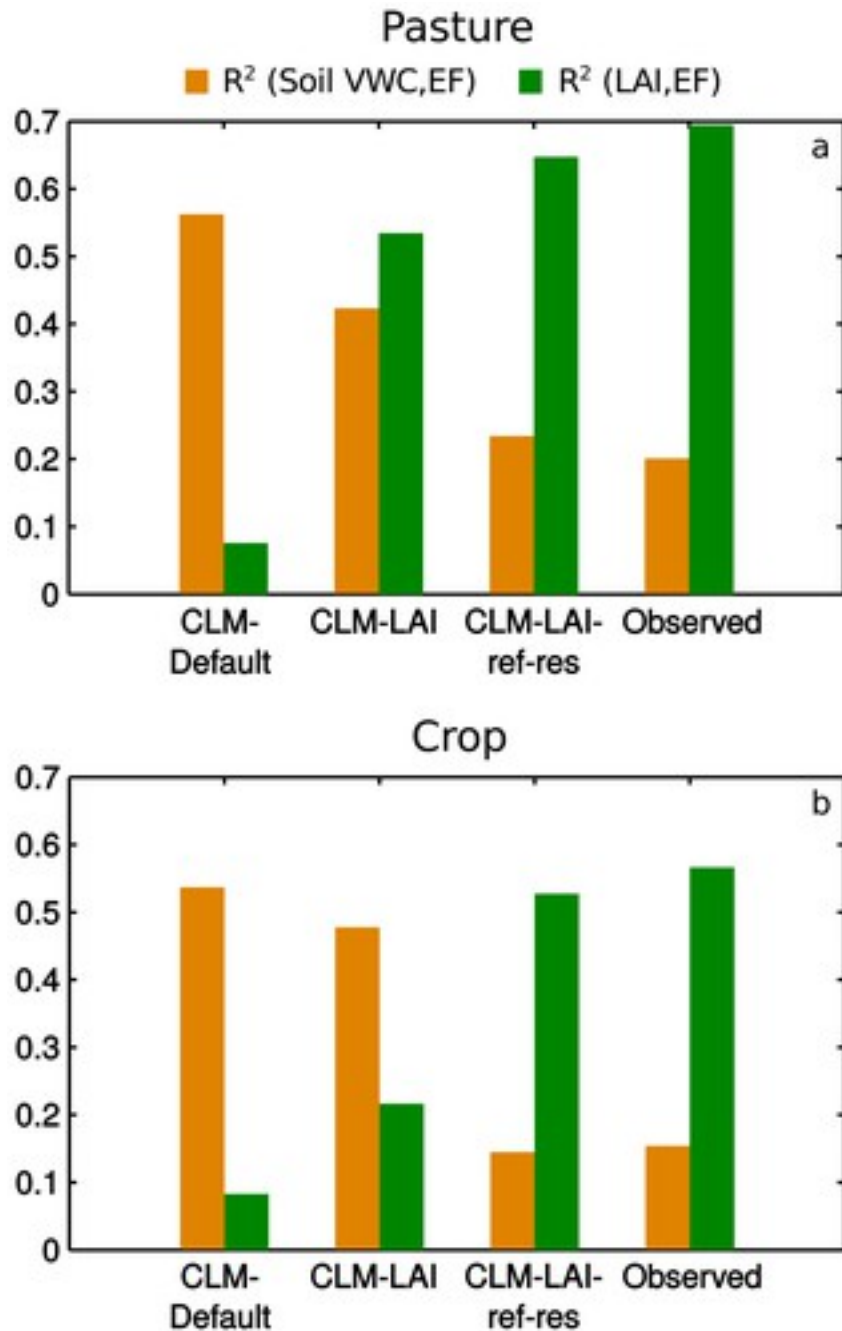 Pasture
R² (Soil VWC,EF) R² (LAI,EF)
a
0.7
0.6
0.5
0.4
0.3
0.2
0.1
0
CLM- CLM-LAI CLM-LAI- Observed
Default ref-res
Crop
b
0.7
0.6
0.5
0.4
0.3
0.2
0.1
0
CLM- CLM-LAI CLM-LAI- Observed
Default ref-res